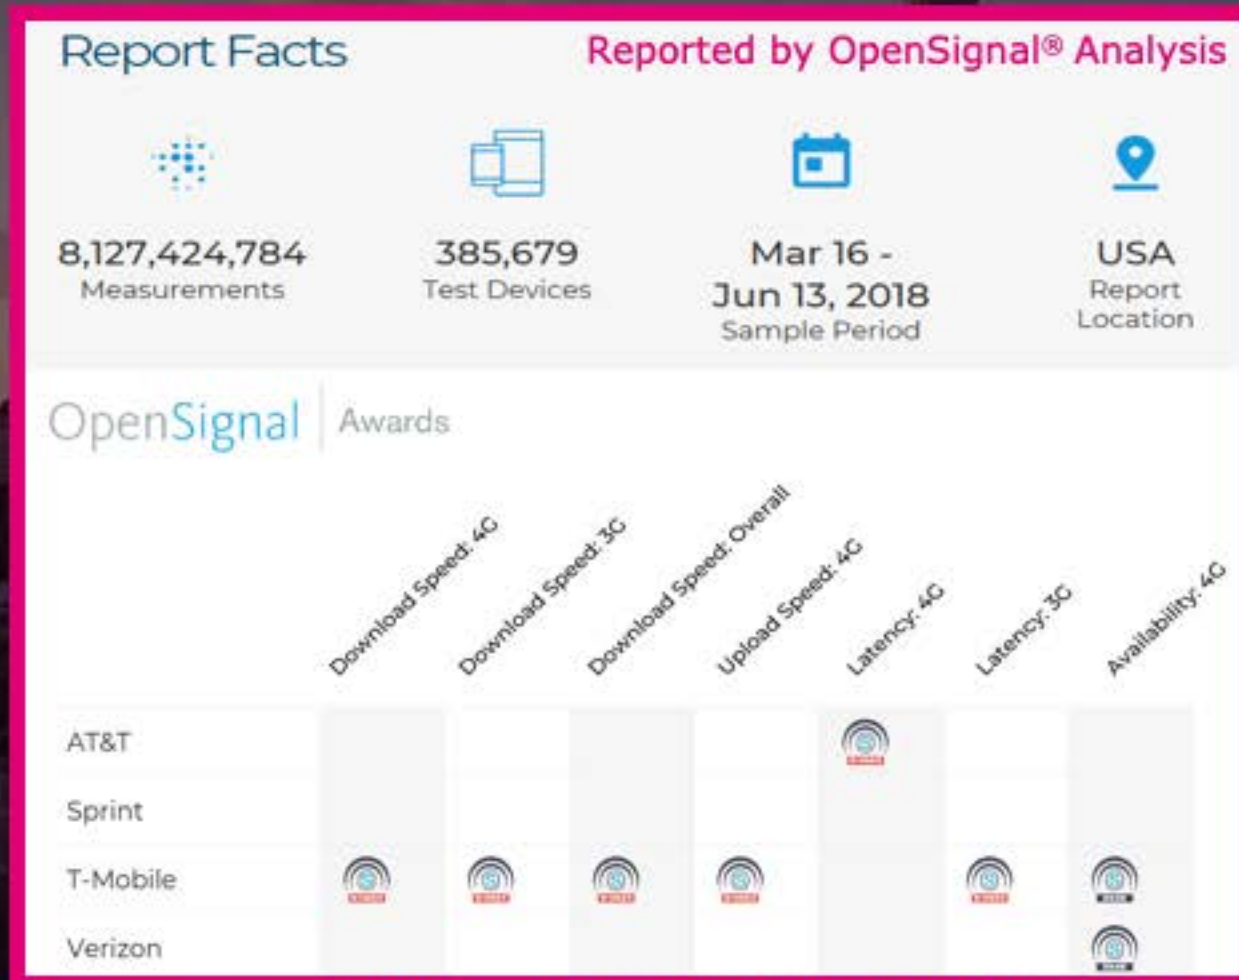 Report Facts
Reported by OpenSignal® Analysis
8,127,424,784
Measurements
385,679
Test Devices
Mar 16 -
Jun 13, 2018
Sample Period
USA
Report
Location
OpenSignal | Awards
Download Speed: 4G
Download Speed: 3G
Download Speed: Overall
Upload Speed: 4G
Latency: 4G
Latency: 3G
Availability: 4G
AT&T
Sprint
T-Mobile
Verizon